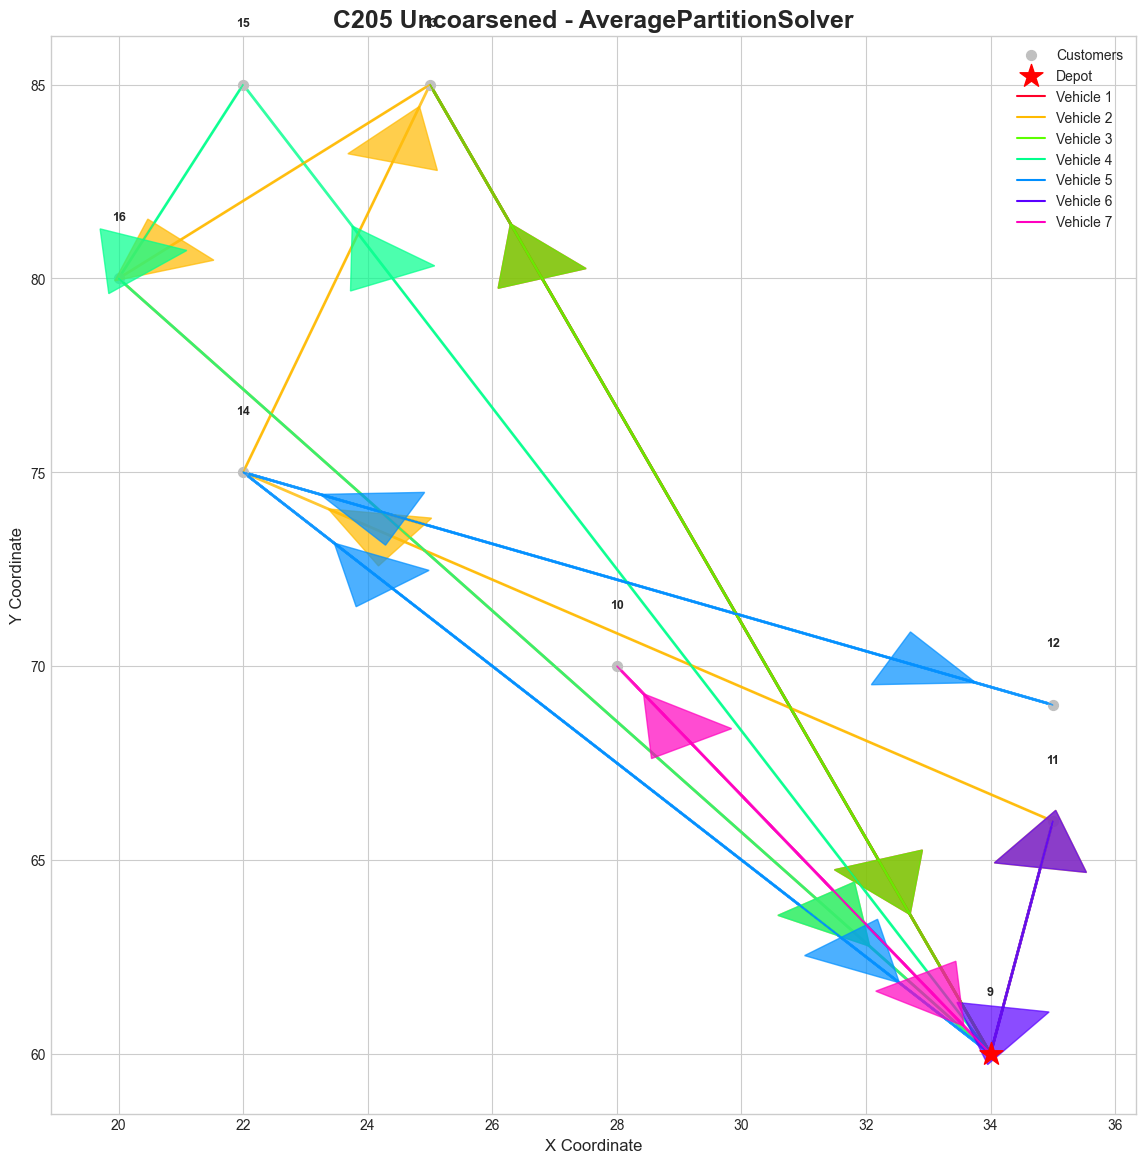 C205 Uncoarsened - AveragePartitionSolver
15
Customers
Depot
Vehicle 1
Vehicle 2
Vehicle 3
Vehicle 4
Vehicle 5
Vehicle 6
Vehicle 7
85
16
80
14
75
10
12
70
11
65
9
60
20
22
24
26
28
30
32
34
36
X Coordinate
Y Coordinate